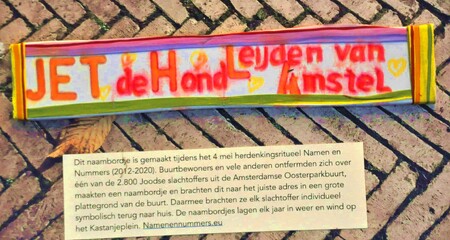 JET de Hond Leijden van Amstel
Dit naambordje is gemaakt tijdens het 4 mei herdenkingsritueel Namen en
Nummers (2012-2020). Buurtbewoners en vele anderen ontfermden zich over
één van de 2.800 Joodse slachtoffers uit de Amsterdamse Oosterparkbuurt,
maakten een naambordje en brachten dit naar het juiste adres in een grote
plattegrond van de buurt. Daarmee brachten ze elk slachtoffer individueel
symbolisch terug naar huis. De naambordjes lagen elk jaar in weer en wind op
het Kastanjeplein. Namenennummers.eu